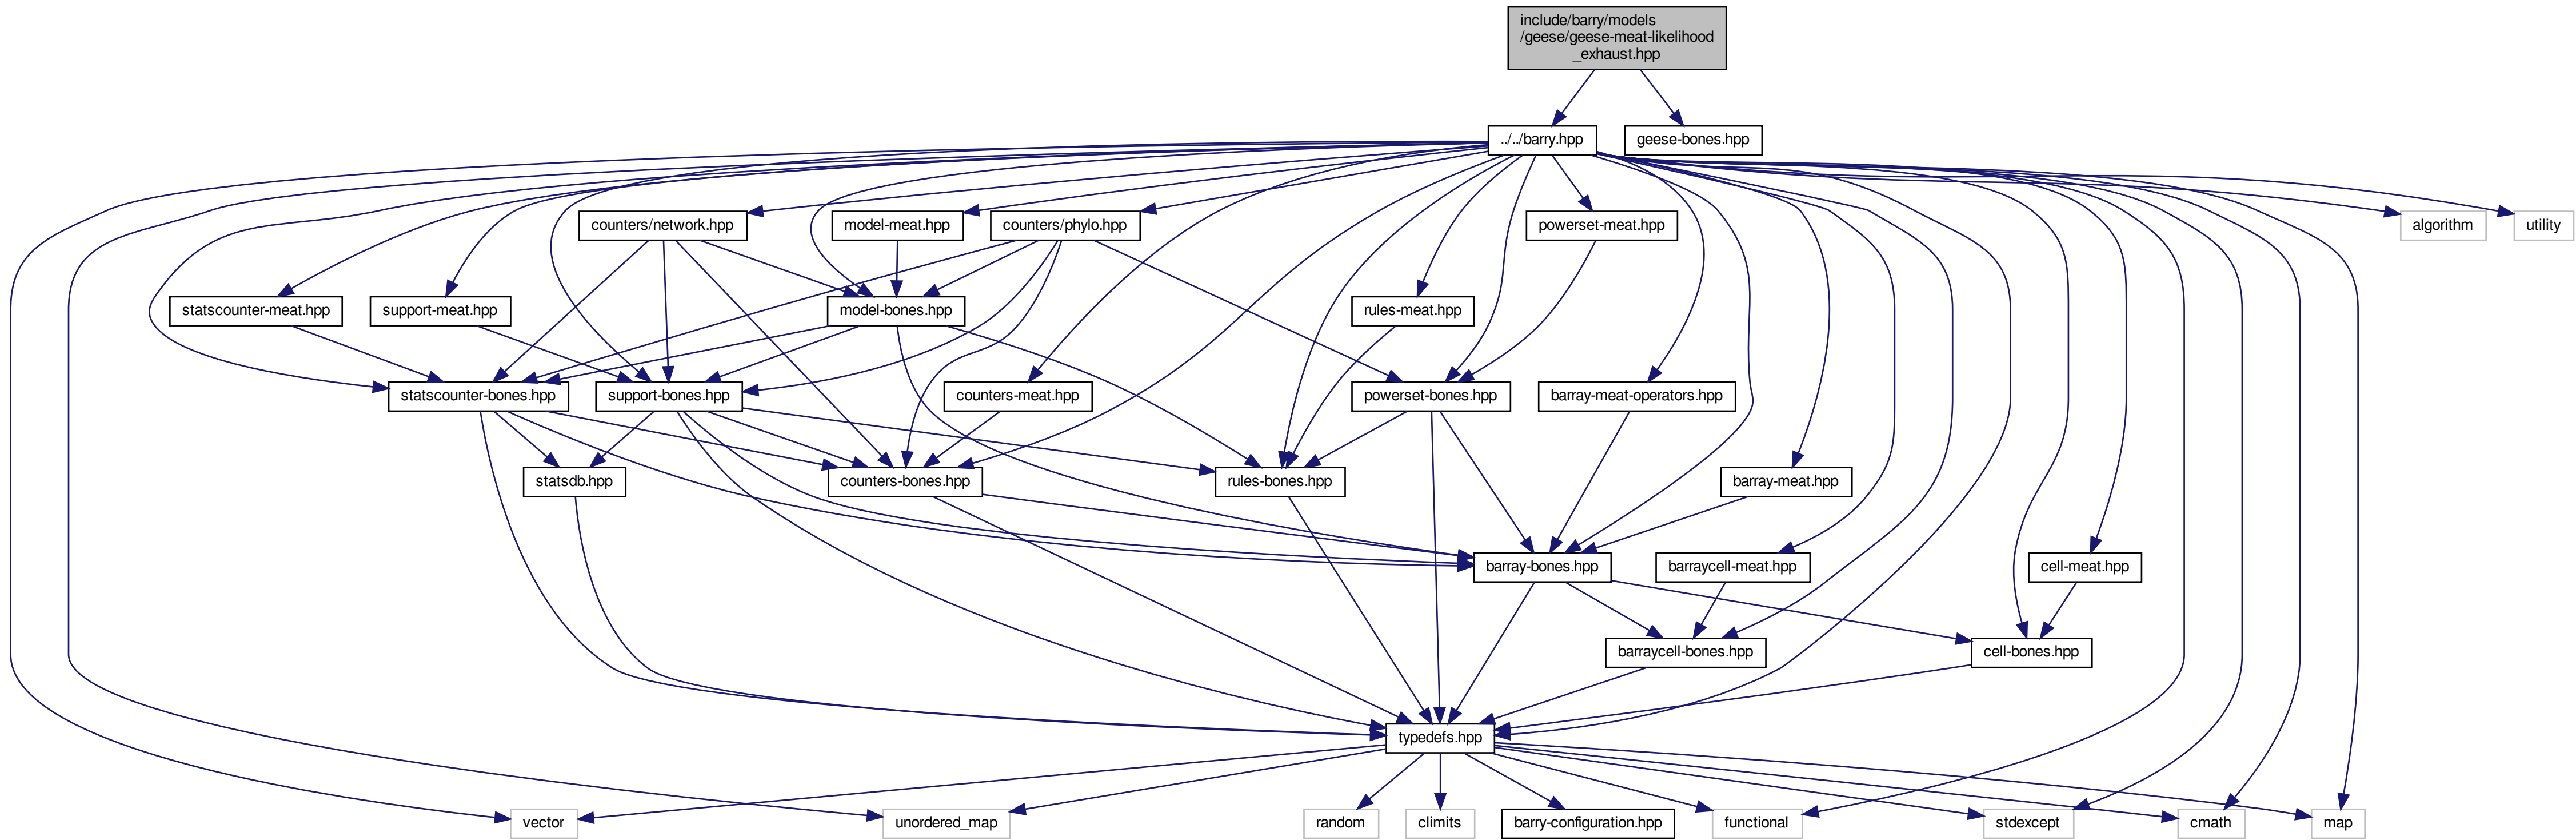 include/barry/models
/geese/geese-meat-likelihood
_exhaust.hpp
../../barry.hpp
geese-bones.hpp
counters/network.hpp
model-meat.hpp
counters/phylo.hpp
powerset-meat.hpp
algorithm
utility
statscounter-meat.hpp
support-meat.hpp
model-bones.hpp
rules-meat.hpp
statscounter-bones.hpp
support-bones.hpp
counters-meat.hpp
powerset-bones.hpp
barray-meat-operators.hpp
statsdb.hpp
counters-bones.hpp
rules-bones.hpp
barray-meat.hpp
barray-bones.hpp
barraycell-meat.hpp
cell-meat.hpp
barraycell-bones.hpp
cell-bones.hpp
typedefs.hpp
vector
unordered_map
random
climits
barry-configuration.hpp
functional
stdexcept
cmath
map